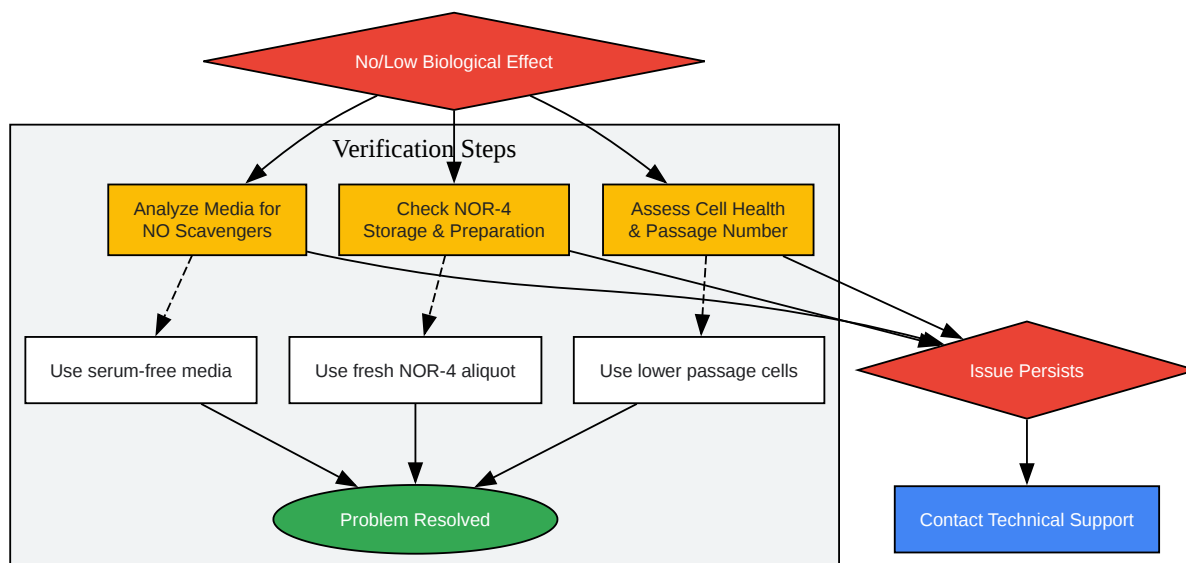 No/Low Biological Effect
Verification Steps
Analyze Media for
NO Scavengers
Check NOR-4
Storage & Preparation
Assess Cell Health
& Passage Number
Use serum-free media
Use fresh NOR-4 aliquot
Use lower passage cells
Issue Persists
Problem Resolved
Contact Technical Support